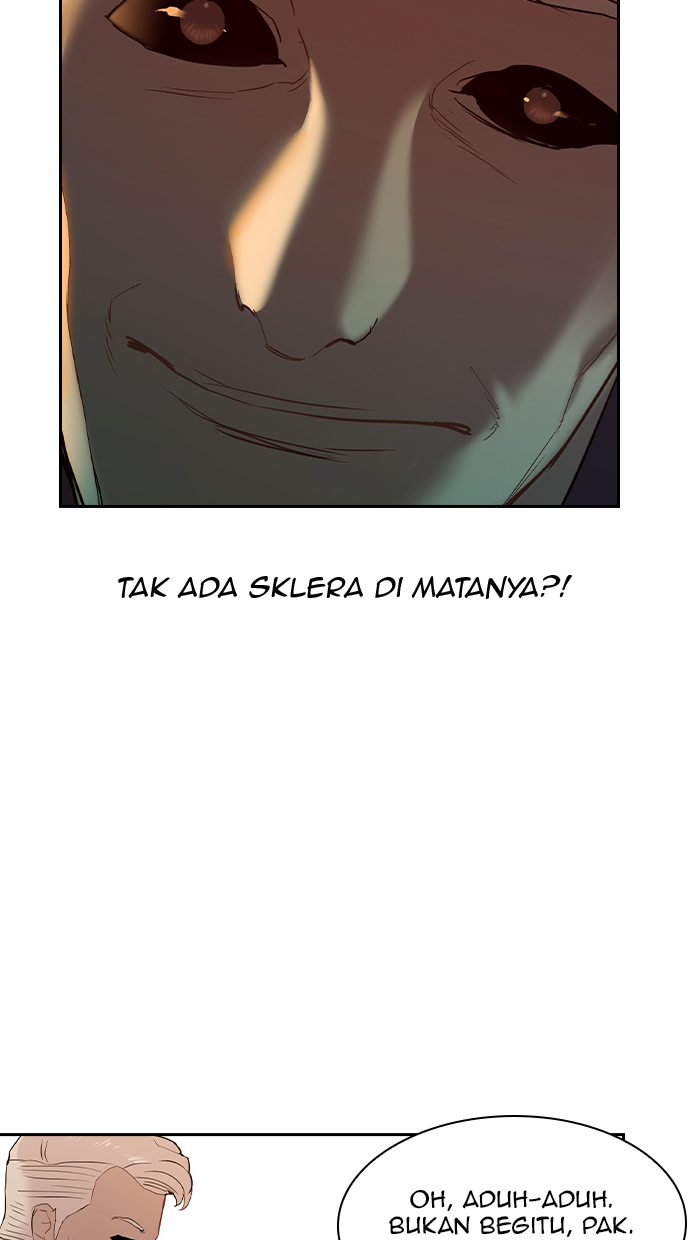 TAK ADA SKLERA DI MATANYA?!
OH, ADUH-ADUH.
BUKAN BEGITU, PAK.